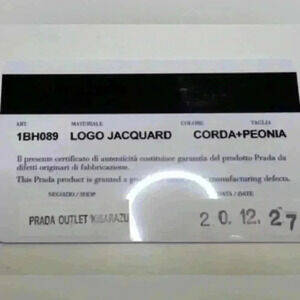 ART. MATERIALE COLORE TAGLIA
1BH089 LOGO JACQUARD CORDA+PEONIA
Il presente certificato di autenticità costituisce garanzia del prodotto Prada da
difetti originari di fabbricazione.
This Prada product is granted a manufacturing defects.
NEGOZIO / SHOP DATA / DATE
PRADA OUTLET KISARAZU 20.12.27